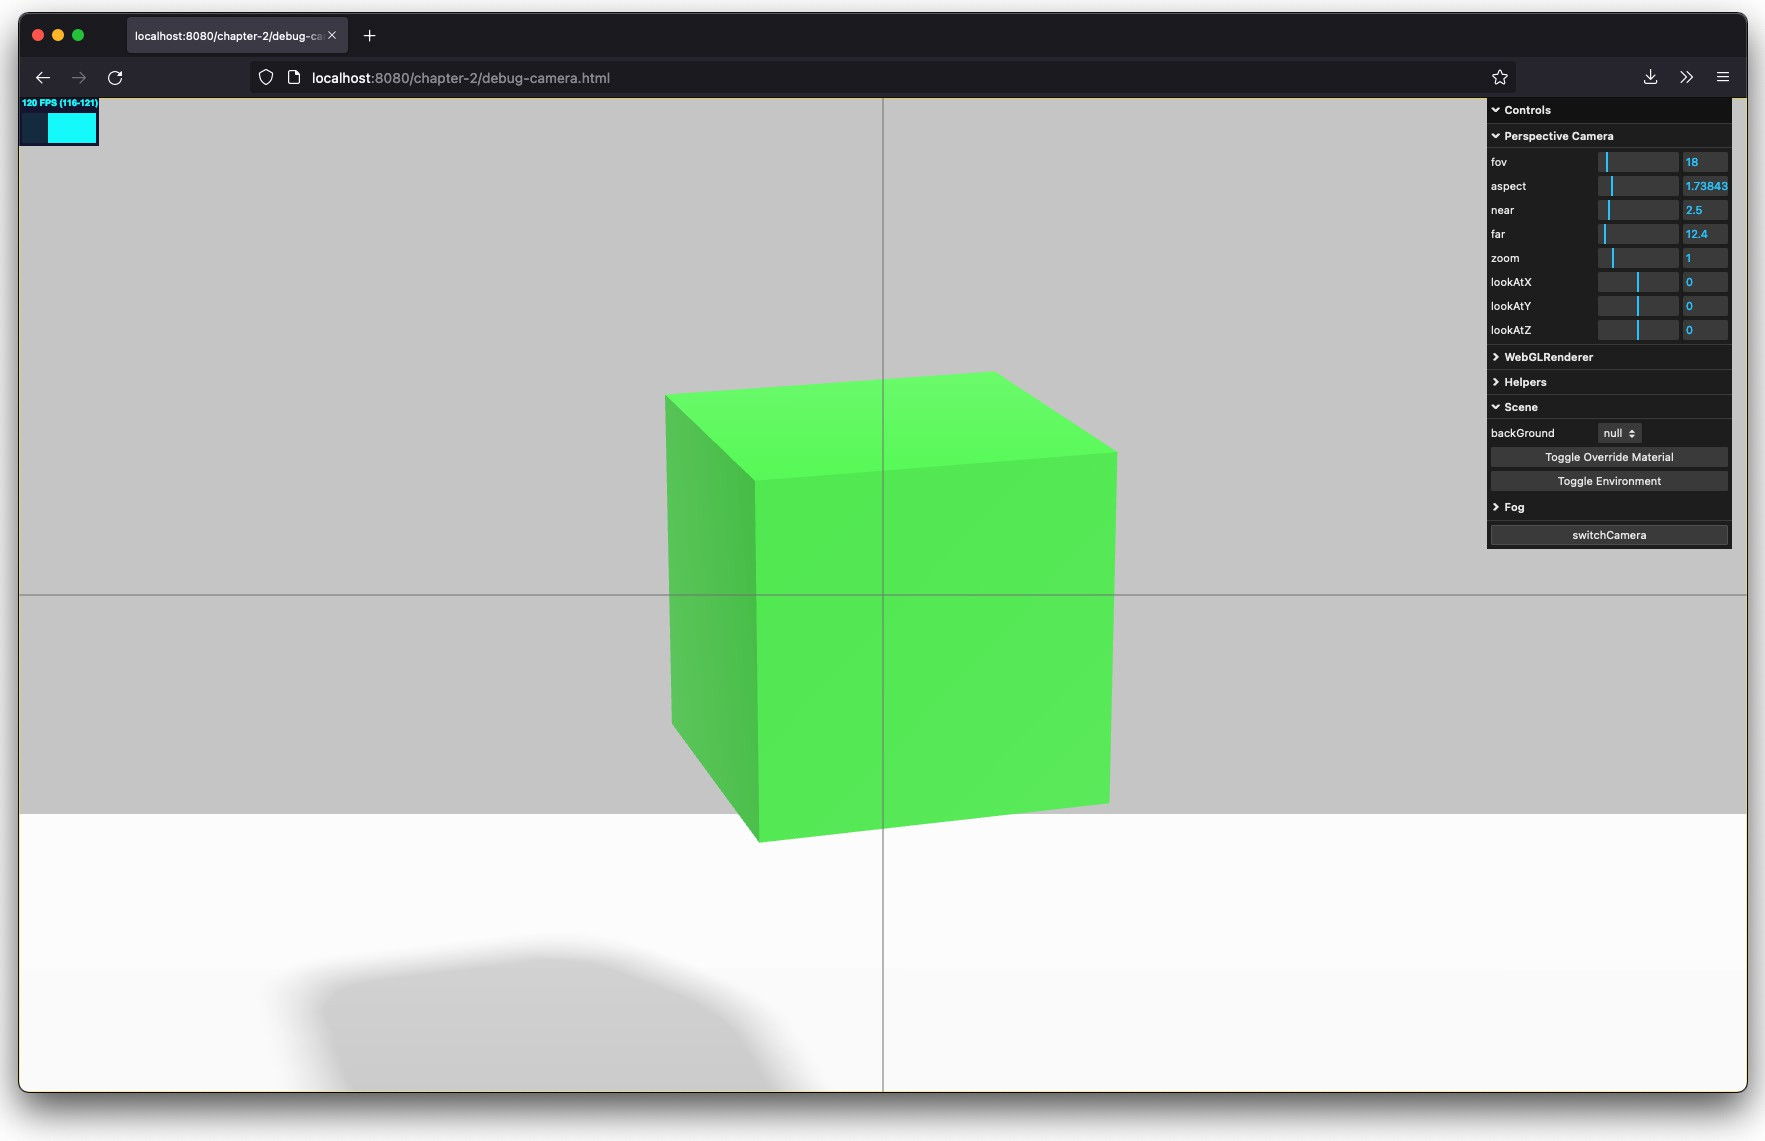 localhost:8080/chapter-2/debug-ca
localhost:8080/chapter-2/debug-camera.html
120 FPS (116-121)
Controls
Perspective Camera
fov 18
aspect 1.73843
near 2.5
far 12.4
zoom 1
lookAtX 0
lookAtY 0
lookAtZ 0
WebGLRenderer
Helpers
Scene
backGround null
Toggle Override Material
Toggle Environment
Fog
switchCamera